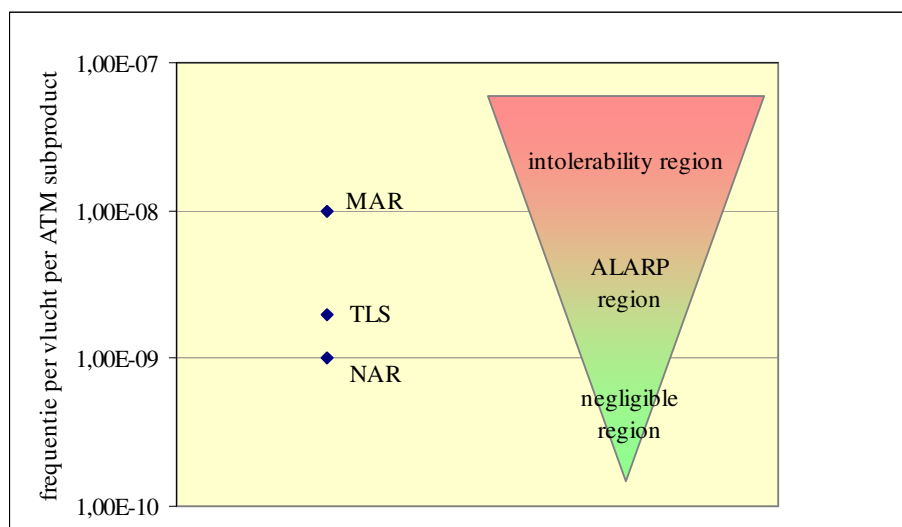 frequentie per vlucht per ATM subproduct
1,00E-07
1,00E-08
1,00E-09
1,00E-10
MAR
TLS
NAR
intolerability region
ALARP
region
negligible
region